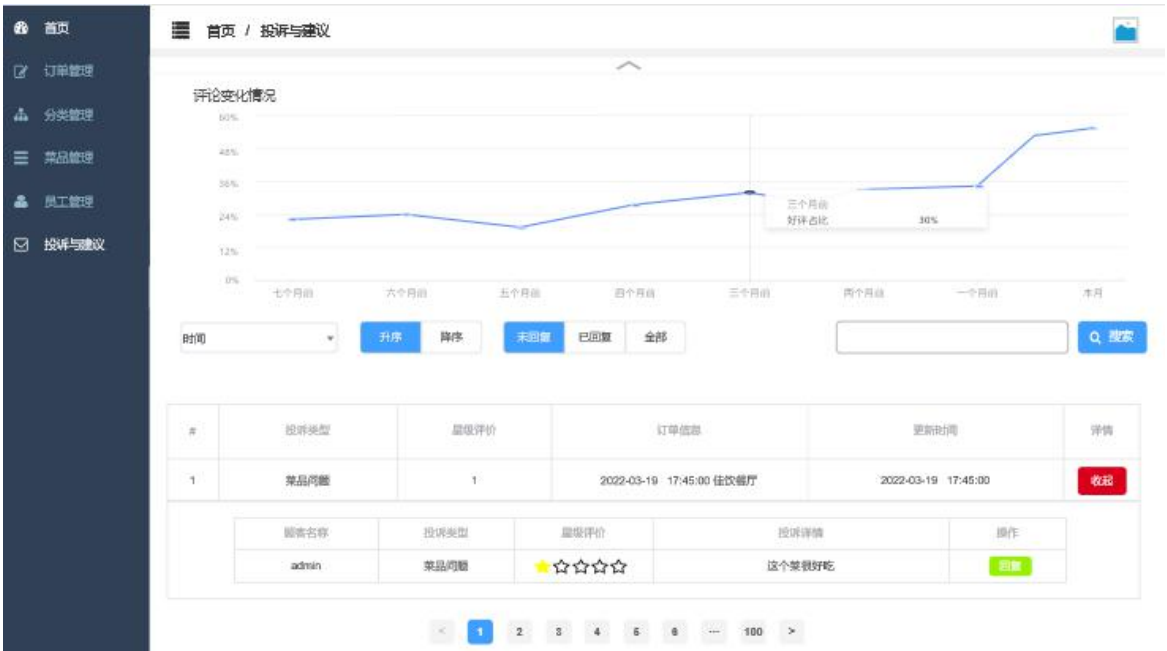 首页
订单管理
分类管理
菜品管理
员工管理
投诉与建议
首页 / 投诉与建议
评论变化情况
60%
48%
36%
24%
12%
0%
三个月前
好评占比 30%
七个月前 六个月前 五个月前 四个月前 三个月前 两个月前 一个月前 本月
时间 升序 降序 未回复 已回复 全部 搜索
# 投诉类型 星级评价 订单信息 更新时间 详情
1 菜品问题 1 2022-03-19 17:45:00 佳饮餐厅 2022-03-19 17:45:00 收起
顾客名称 投诉类型 星级评价 投诉详情 操作
admin 菜品问题 这个菜很好吃 回复
< 1 2 3 4 5 6 ··· 100 >